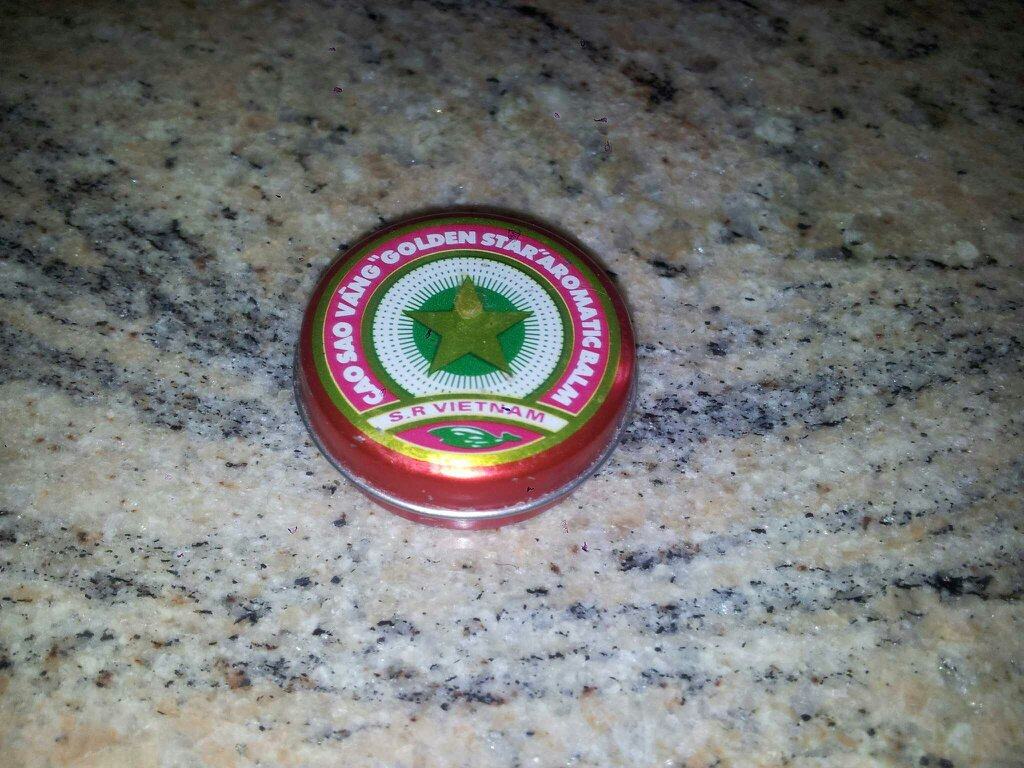 CAO SAO VÀNG "GOLDEN STAR" AROMATIC BALM
S.R VIETNAM